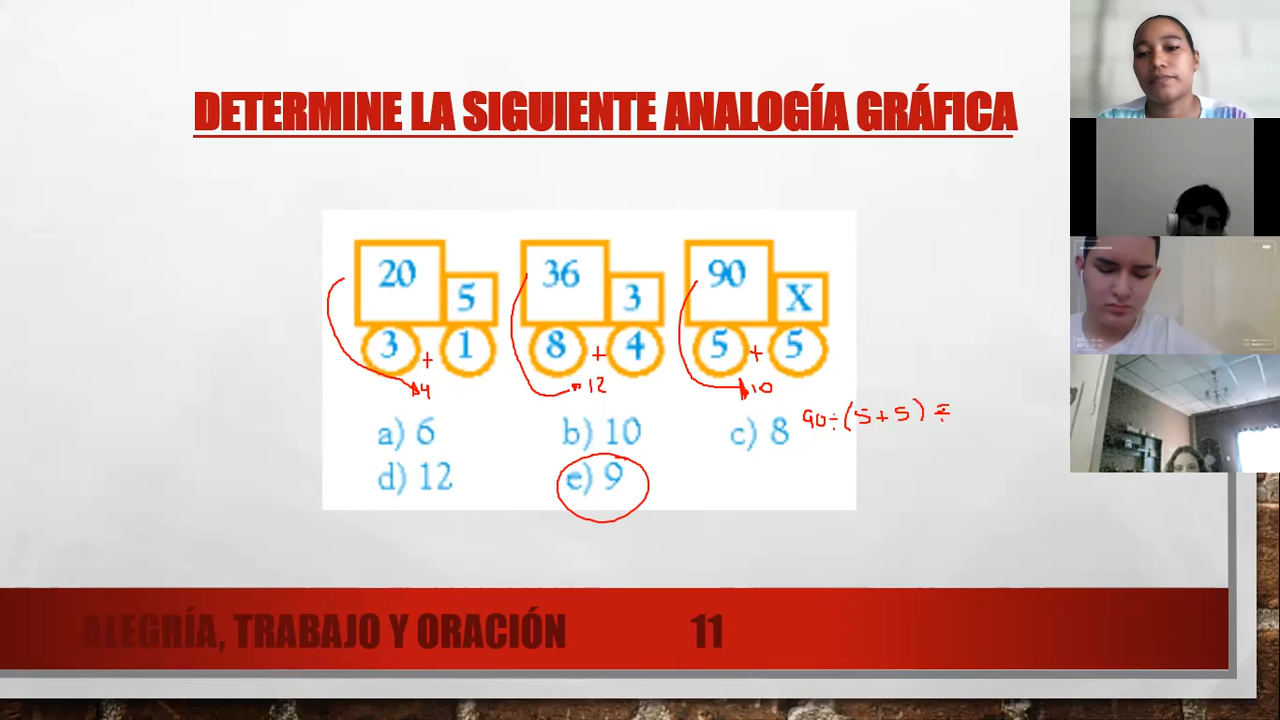 DETERMINE LA SIGUIENTE ANALOGÍA GRÁFICA
20 5 36 3 90 X
3 + 1 8 + 4 5 + 5
4 12 10
a) 6 b) 10 c) 8 90÷(5+5) =
d) 12 e) 9
ALEGRÍA, TRABAJO Y ORACIÓN 11